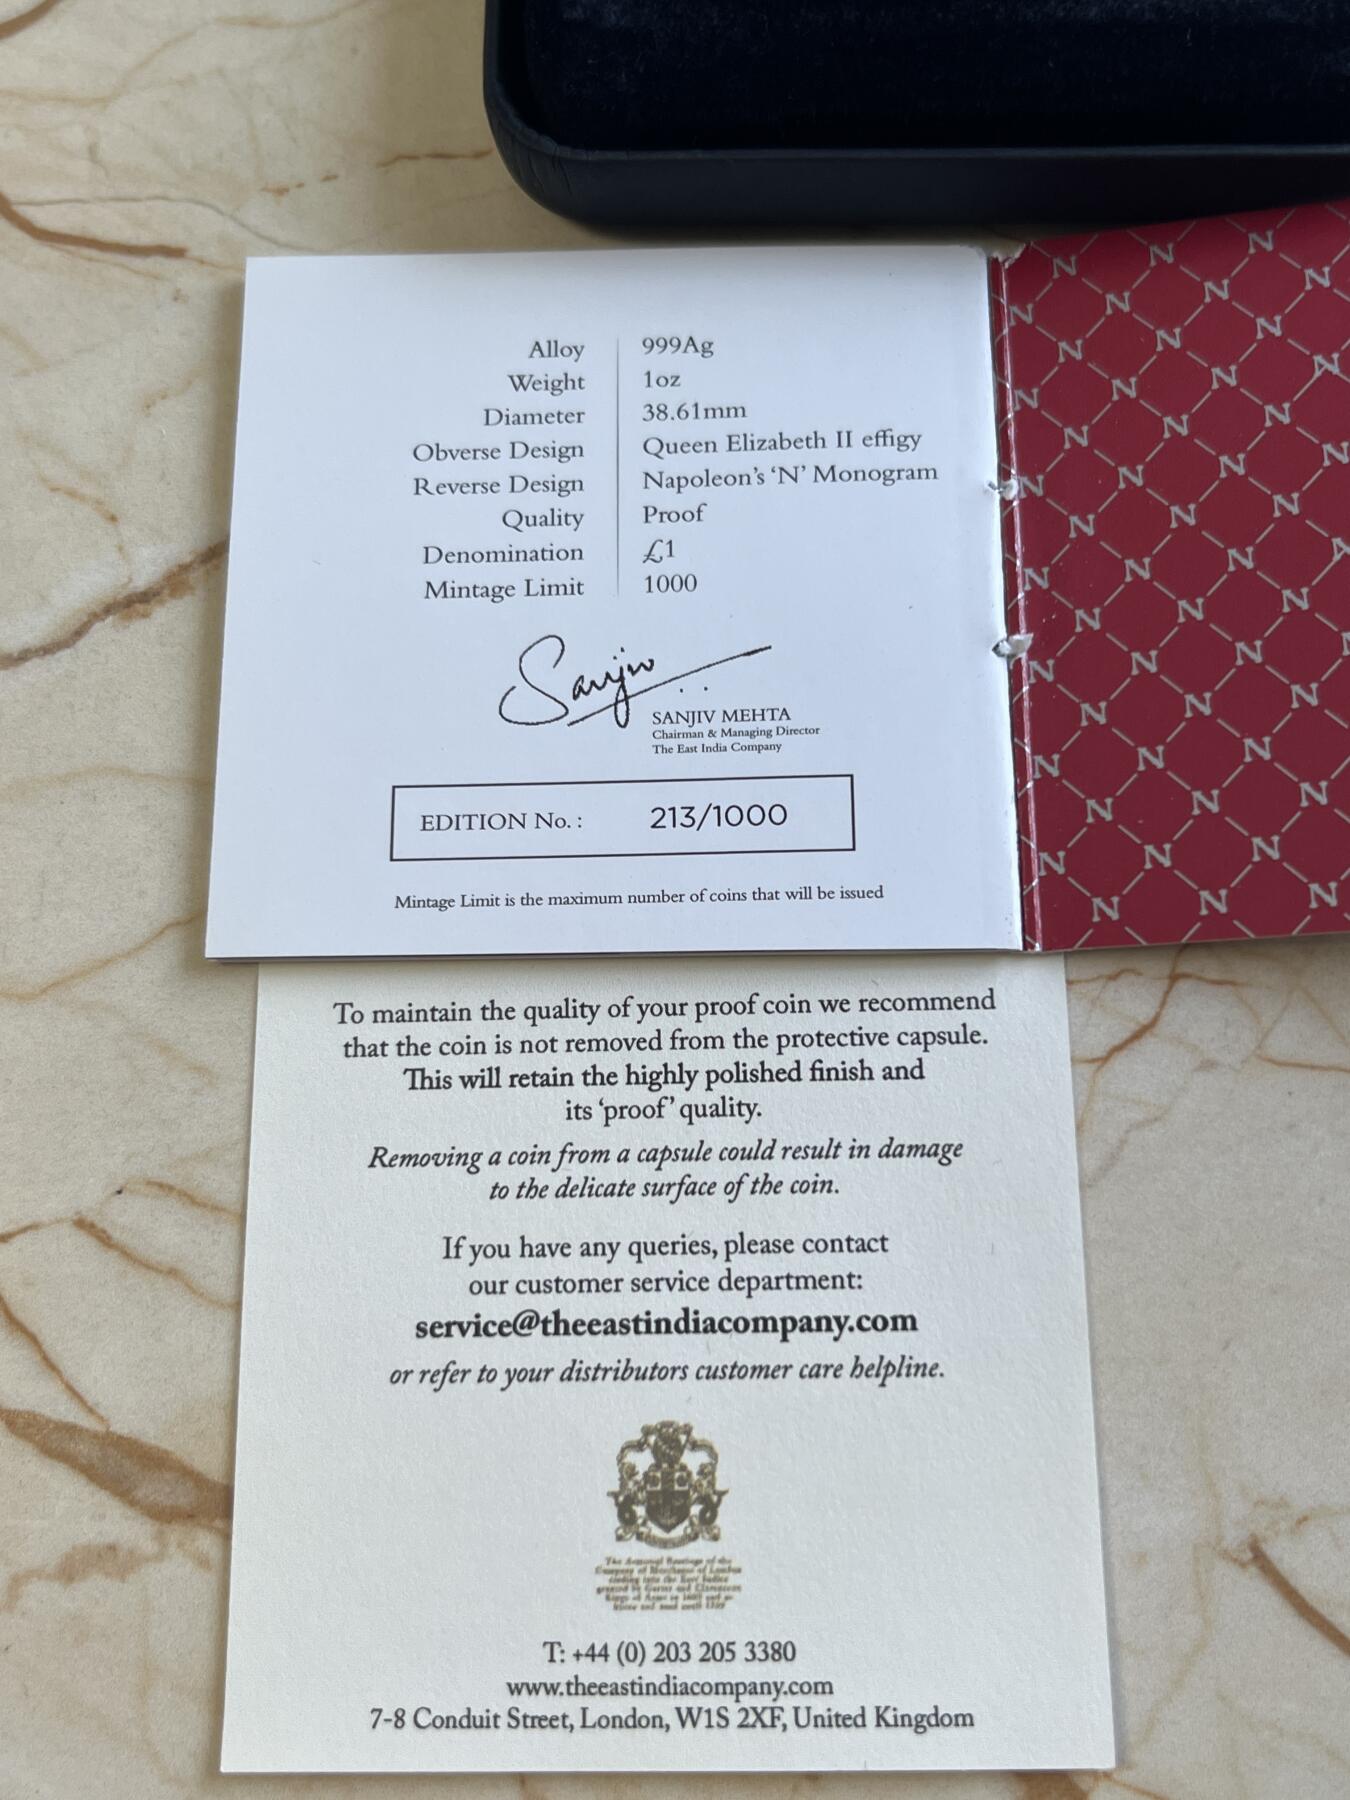 Alloy 999Ag
Weight 1oz
Diameter 38.61mm
Obverse Design Queen Elizabeth II effigy
Reverse Design Napoleon's 'N' Monogram
Quality Proof
Denomination £1
Mintage Limit 1000
Sanjiv
SANJIV MEHTA
Chairman & Managing Director
The East India Company
EDITION No. : 213/1000
Mintage Limit is the maximum number of coins that will be issued
To maintain the quality of your proof coin we recommend
that the coin is not removed from the protective capsule.
This will retain the highly polished finish and
its 'proof' quality.
Removing a coin from a capsule could result in damage
to the delicate surface of the coin.
If you have any queries, please contact
our customer service department:
service@theeastindiacompany.com
or refer to your distributors customer care helpline.
T: +44 (0) 203 205 3380
www.theeastindiacompany.com
7-8 Conduit Street, London, W1S 2XF, United Kingdom